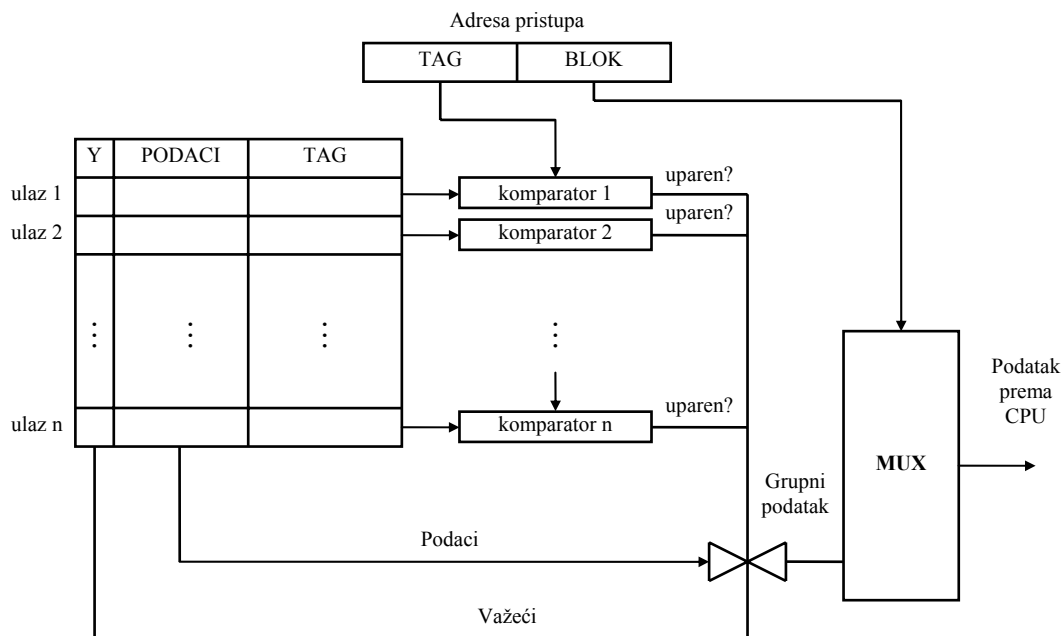 Adresa pristupa
TAG BLOK
Y PODACI TAG
ulaz 1 komparator 1 uparen?
ulaz 2 komparator 2 uparen?
ulaz n komparator n uparen?
Podatak
prema
CPU
MUX
Grupni
podatak
Podaci
Važeći